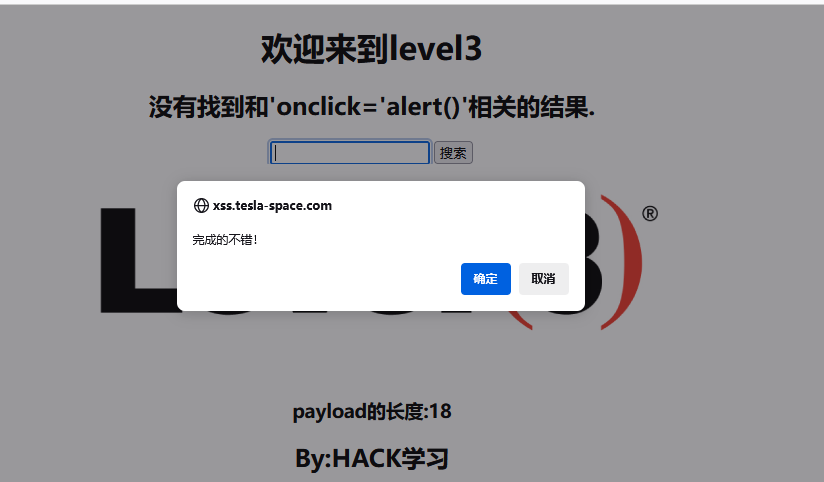 欢迎来到level3
没有找到和'onclick='alert()'相关的结果.
搜索
xss.tesla-space.com
完成的不错!
确定
取消
®
payload的长度:18
By:HACK学习